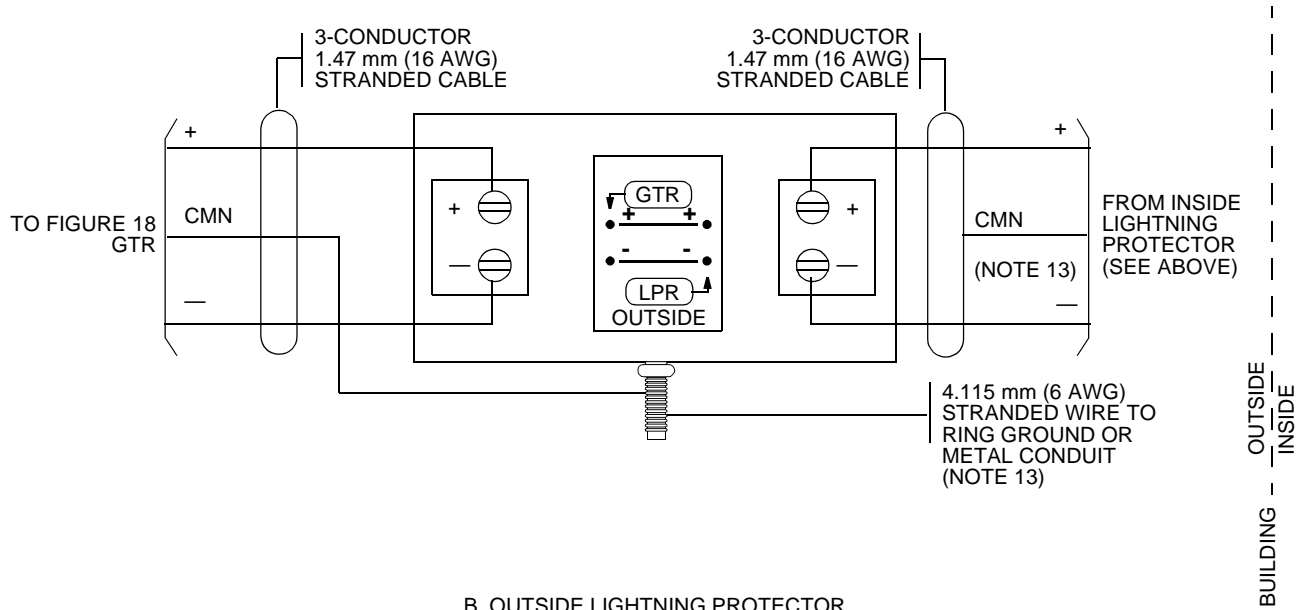 3-CONDUCTOR
1.47 mm (16 AWG)
STRANDED CABLE
3-CONDUCTOR
1.47 mm (16 AWG)
STRANDED CABLE
+
CMN
—
TO FIGURE 18
GTR
+
—
GTR
+ +
- -
LPR
OUTSIDE
+
—
+
CMN
(NOTE 13)
—
FROM INSIDE
LIGHTNING
PROTECTOR
(SEE ABOVE)
4.115 mm (6 AWG)
STRANDED WIRE TO
RING GROUND OR
METAL CONDUIT
(NOTE 13)
OUTSIDE
INSIDE
BUILDING
B. OUTSIDE LIGHTNING PROTECTOR